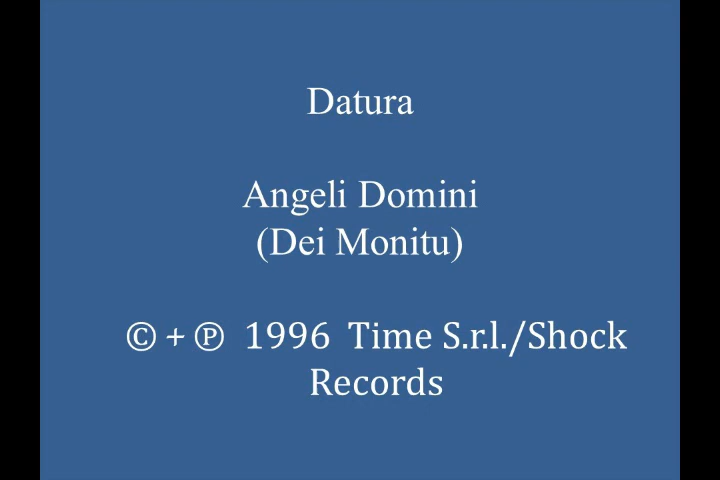 Datura
Angeli Domini
(Dei Monitu)
© + ℗ 1996 Time S.r.l./Shock
Records